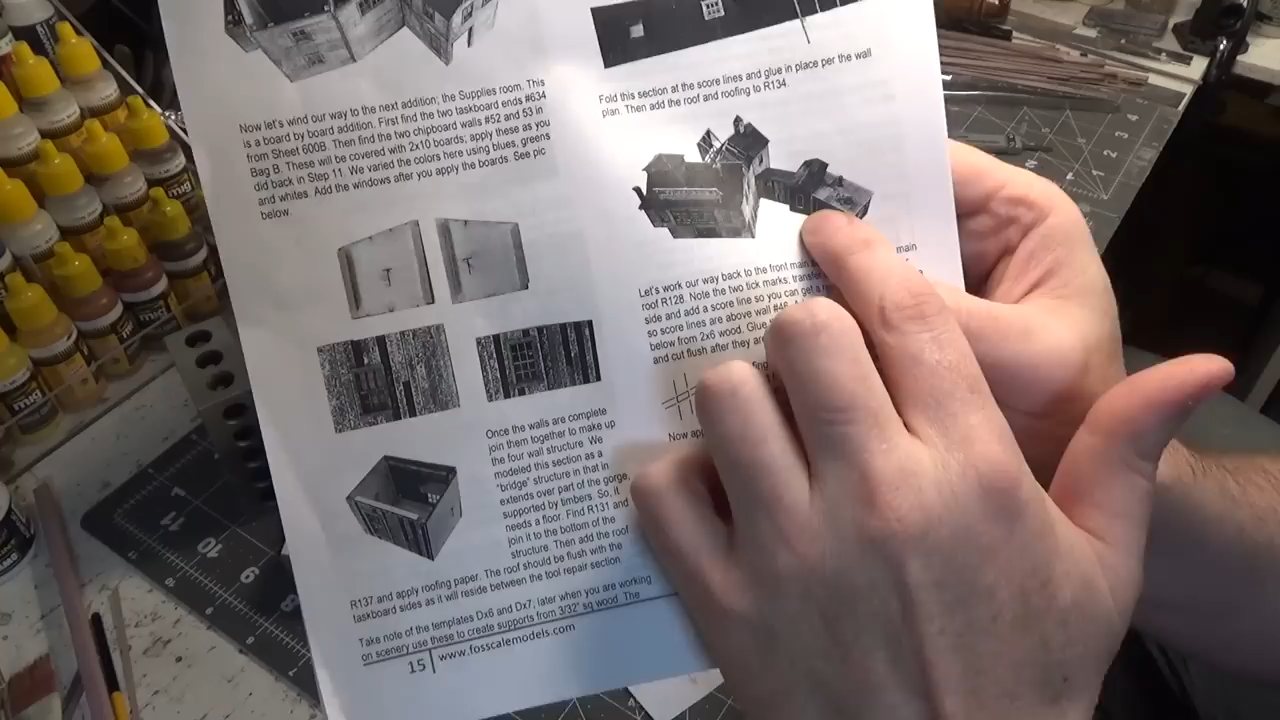 Now let's wind our way to the next addition; the Supplies room. This
is a board by board addition. First find the two taskboard ends #634
from Sheet 600B. Then find the two chipboard walls #52 and 53 in
Bag B. These will be covered with 2x10 boards; apply these as you
did back in Step 11. We varied the colors here using blues, greens
and whites. Add the windows after you apply the boards. See pic
below.
Once the walls are complete
join them together to make up
the four wall structure. We
modeled this section as a
"bridge" structure in that in
extends over part of the gorge,
supported by timbers. So, it
needs a floor. Find R131 and
join it to the bottom of the
structure. Then add the roof
R137 and apply roofing paper. The roof should be flush with the
taskboard sides as it will reside between the tool repair section
Take note of the templates Dx6 and Dx7; later when you are working
on scenery use these to create supports from 3/32" sq wood. The
15 | www.fosscalemodels.com
Fold this section at the score lines and glue in place per the wall
plan. Then add the roof and roofing to R134.
Let's work our way back to the front main
main
roof R128. Note the two tick marks; transfer
side and add a score line so you can get a
so score lines are above wall #46.
below from 2x6 wood. Glue
and cut flush after they are
Now
mig
11
10
9
8
7
4
3
2